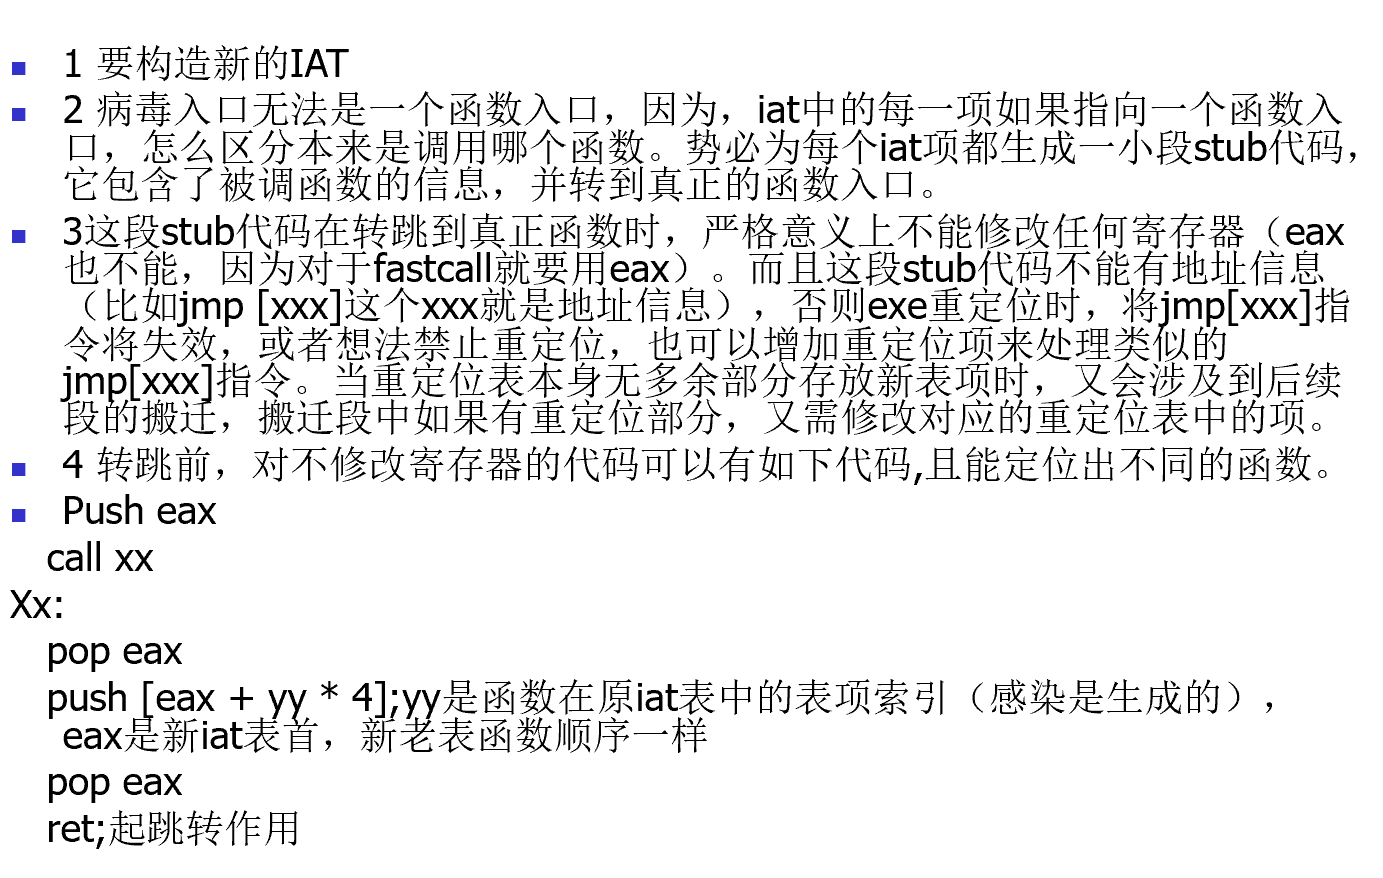 1 要构造新的IAT
2 病毒入口无法是一个函数入口，因为，iat中的每一项如果指向一个函数入
口，怎么区分本来是调用哪个函数。势必为每个iat项都生成一小段stub代码，
它包含了被调函数的信息，并转到真正的函数入口。
3这段stub代码在转跳到真正函数时，严格意义上不能修改任何寄存器（eax
也不能，因为对于fastcall就要用eax）。而且这段stub代码不能有地址信息
（比如jmp [xxx]这个xxx就是地址信息），否则exe重定位时，将jmp[xxx]指
令将失效，或者想法禁止重定位，也可以增加重定位项来处理类似的
jmp[xxx]指令。当重定位表本身无多余部分存放新表项时，又会涉及到后续
段的搬迁，搬迁段中如果有重定位部分，又需修改对应的重定位表中的项。
4 转跳前，对不修改寄存器的代码可以有如下代码,且能定位出不同的函数。
Push eax
call xx
Xx:
pop eax
push [eax + yy * 4];yy是函数在原iat表中的表项索引（感染是生成的），
eax是新iat表首，新老表函数顺序一样
pop eax
ret;起跳转作用